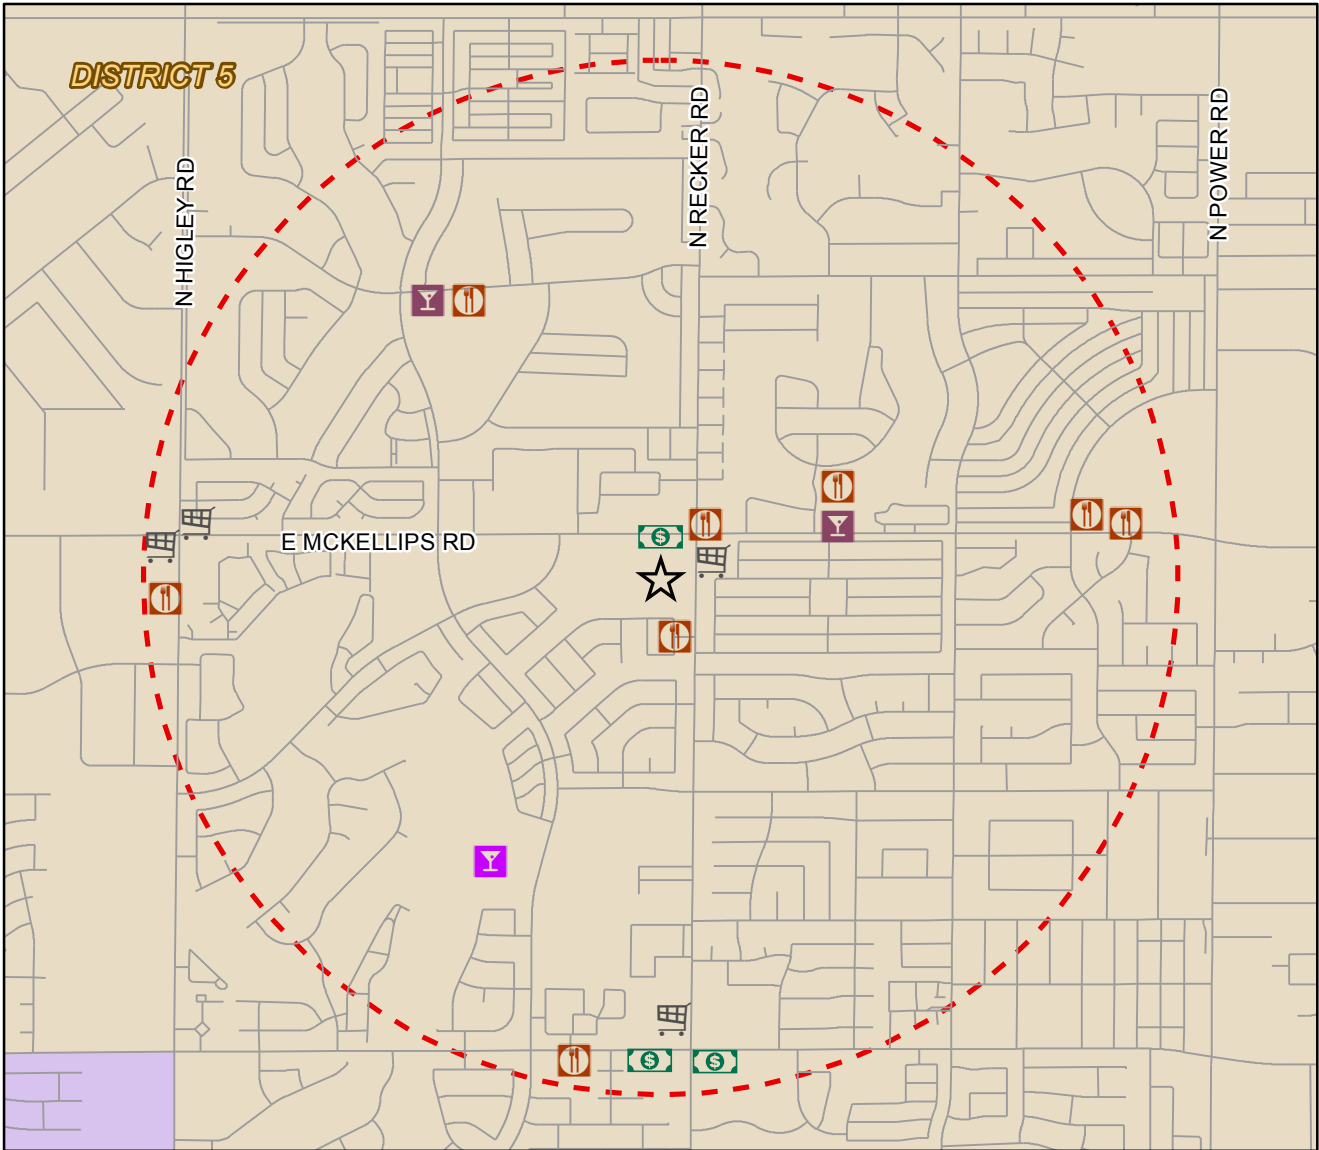 DISTRICT 5
N HIGLEY RD
N RECKER RD
N POWER RD
E MCKELLIPS RD
$
$
$